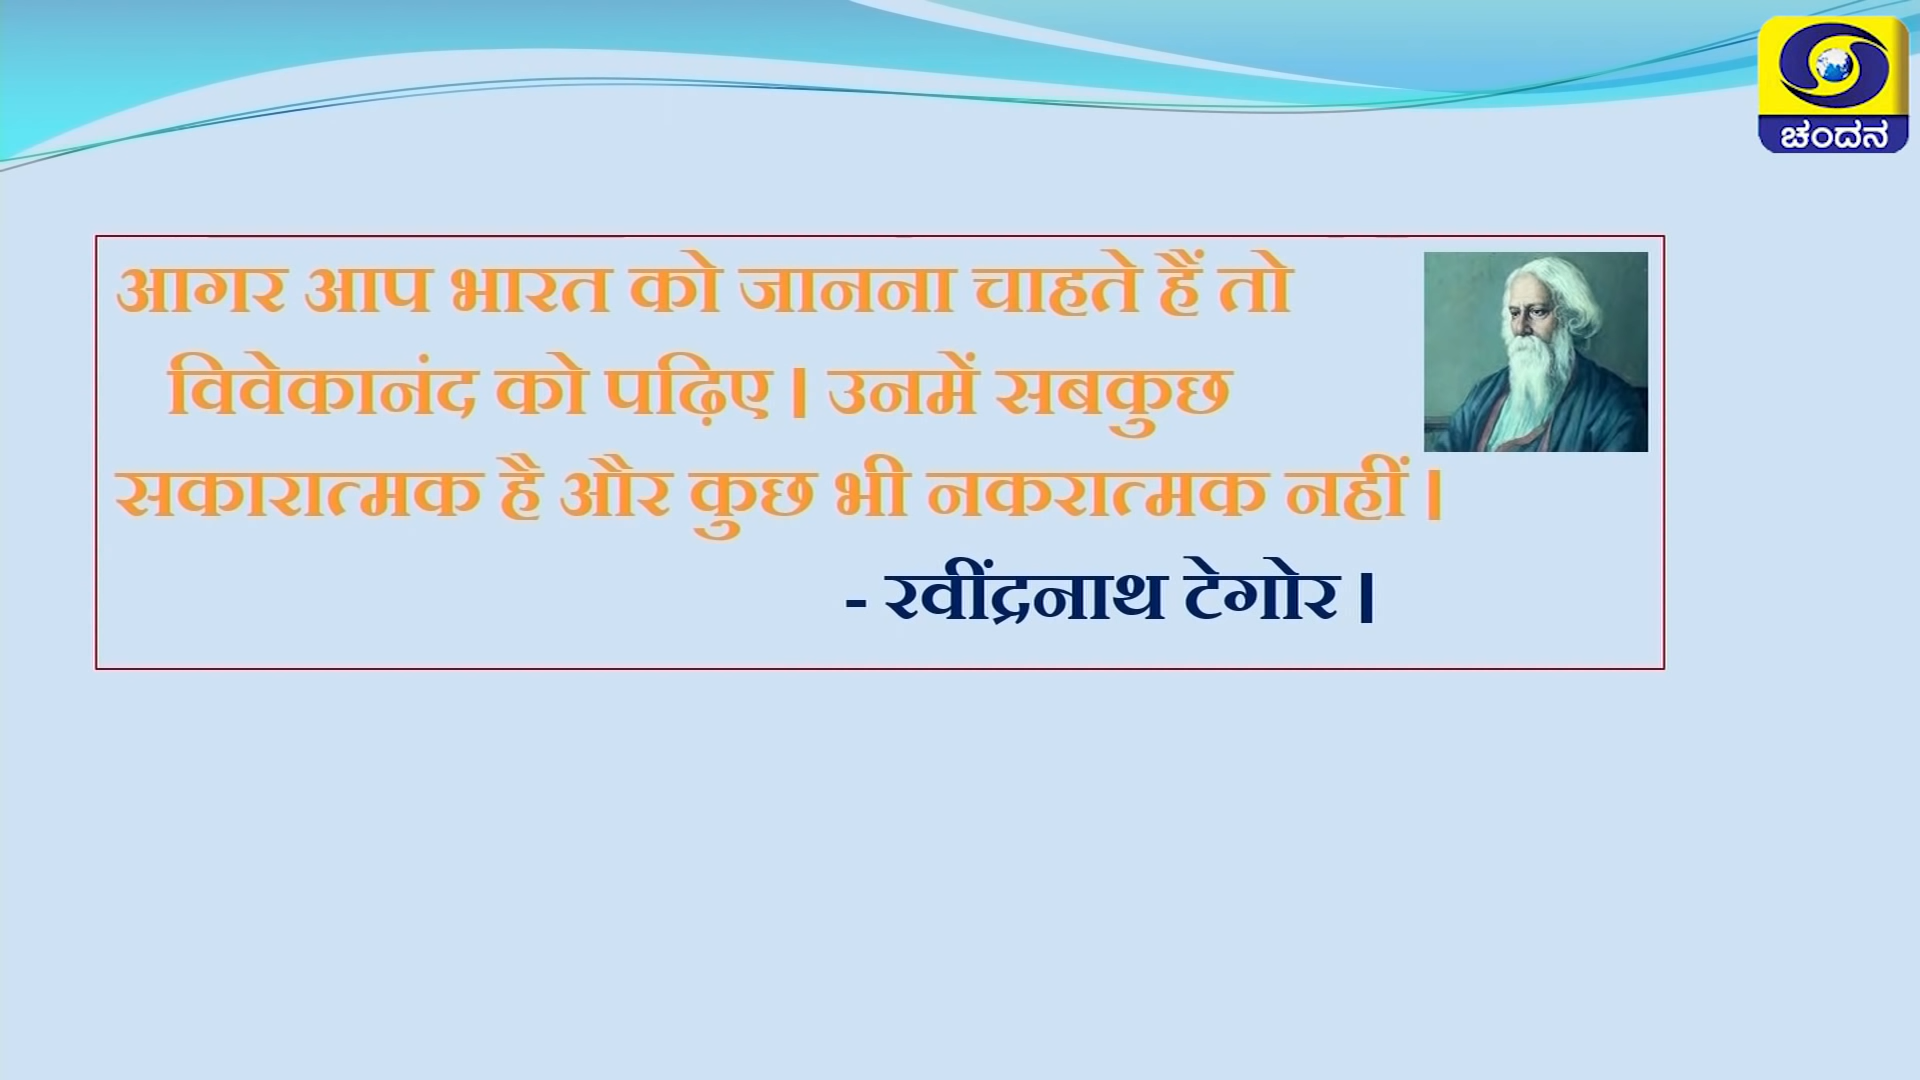 आगर आप भारत को जानना चाहते हैं तो
विवेकानंद को पढ़िए । उनमें सबकुछ
सकारात्मक है और कुछ भी नकरात्मक नहीं ।
- रवींद्रनाथ टेगोर ।
ಚಂದನ